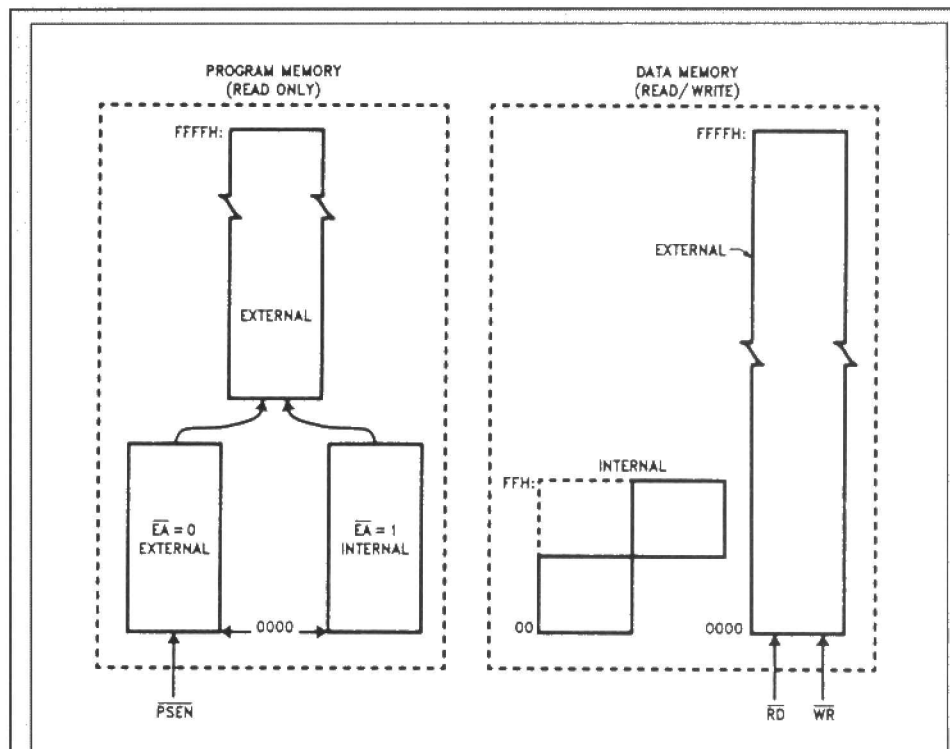 PROGRAM MEMORY
(READ ONLY)
FFFFH:
EXTERNAL
EA = 0
EXTERNAL
EA = 1
INTERNAL
0000
PSEN
DATA MEMORY
(READ/WRITE)
FFFFH:
EXTERNAL
INTERNAL
FFH:
00
0000
RD
WR